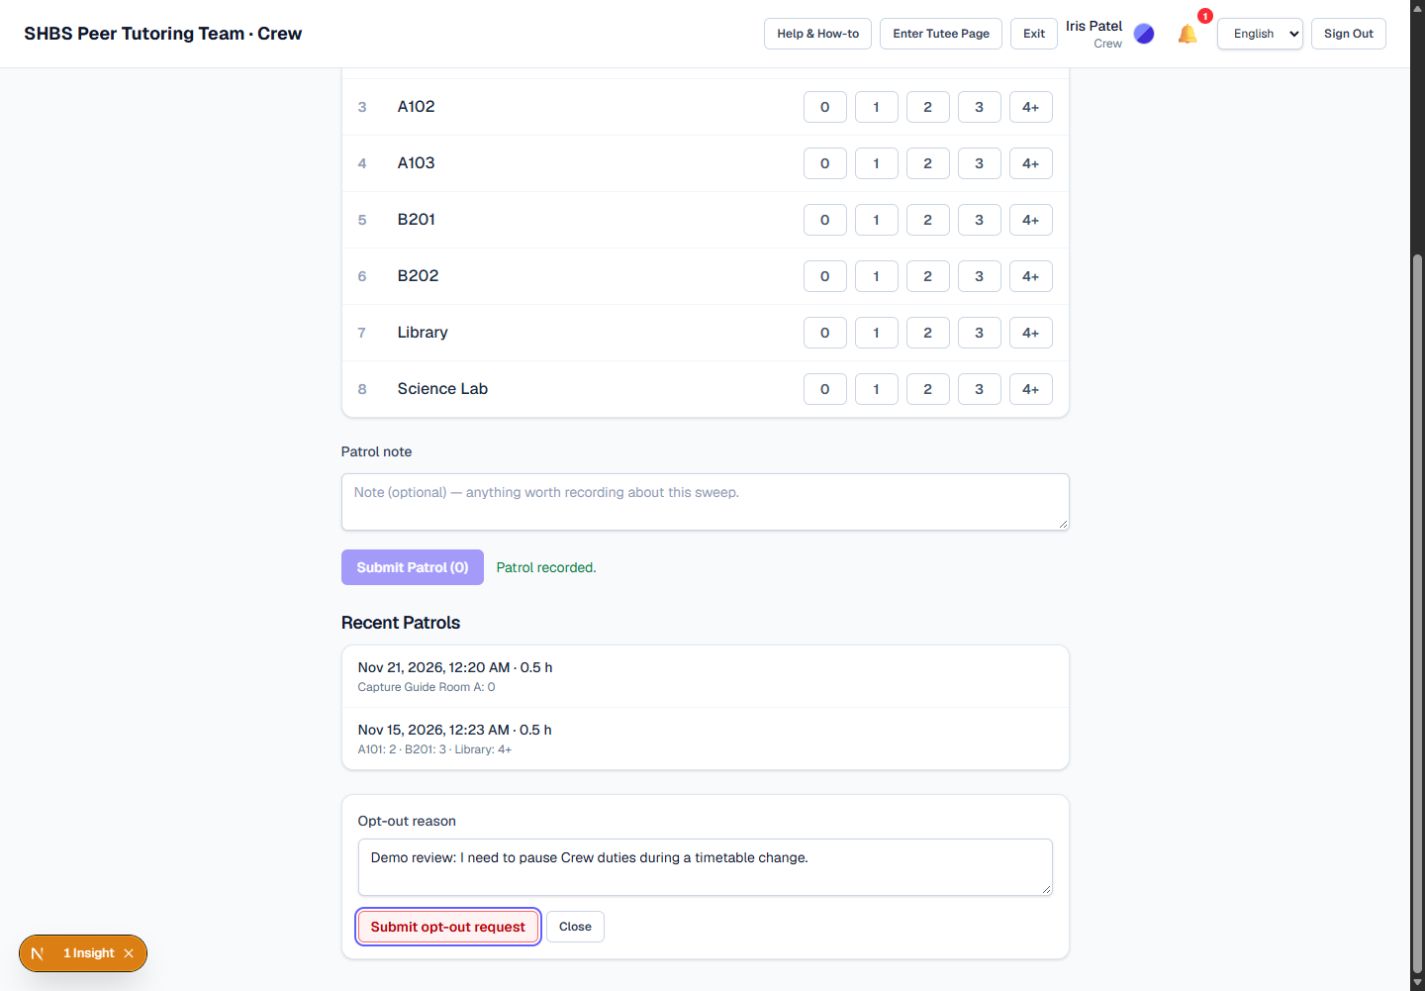 SHBS Peer Tutoring Team · Crew
Help & How-to
Enter Tutee Page
Exit
Iris Patel
Crew
1
English
Sign Out
3 A102 0 1 2 3 4+
4 A103 0 1 2 3 4+
5 B201 0 1 2 3 4+
6 B202 0 1 2 3 4+
7 Library 0 1 2 3 4+
8 Science Lab 0 1 2 3 4+
Patrol note
Note (optional) — anything worth recording about this sweep.
Submit Patrol (0) Patrol recorded.
Recent Patrols
Nov 21, 2026, 12:20 AM · 0.5 h
Capture Guide Room A: 0
Nov 15, 2026, 12:23 AM · 0.5 h
A101: 2 · B201: 3 · Library: 4+
Opt-out reason
Demo review: I need to pause Crew duties during a timetable change.
Submit opt-out request Close
N 1 Insight